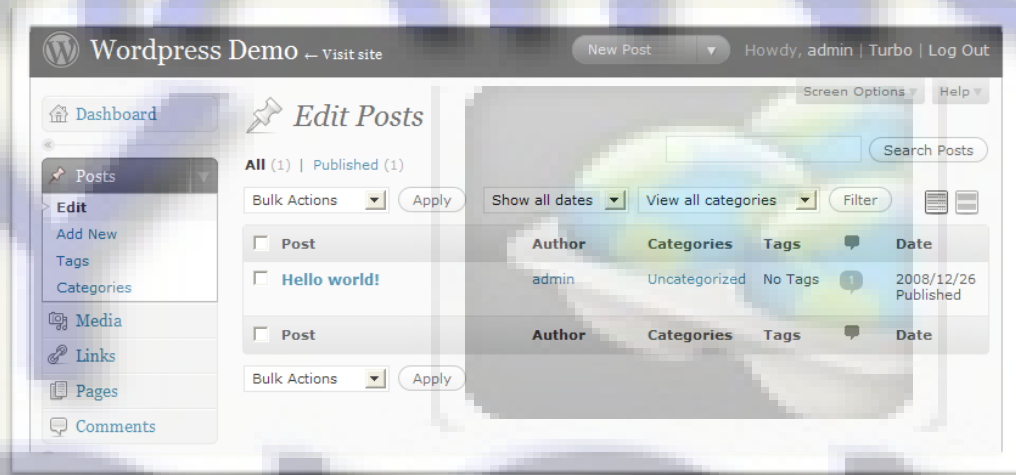 Wordpress Demo ← Visit site
New Post
Howdy, admin | Turbo | Log Out
Screen Options
Help
Dashboard
Edit Posts
Search Posts
Posts
All (1) | Published (1)
Edit
Bulk Actions Apply Show all dates View all categories Filter
Add New
Tags
Categories
Post Author Categories Tags Date
Hello world! admin Uncategorized No Tags 1 2008/12/26
Published
Post Author Categories Tags Date
Bulk Actions Apply
Media
Links
Pages
Comments